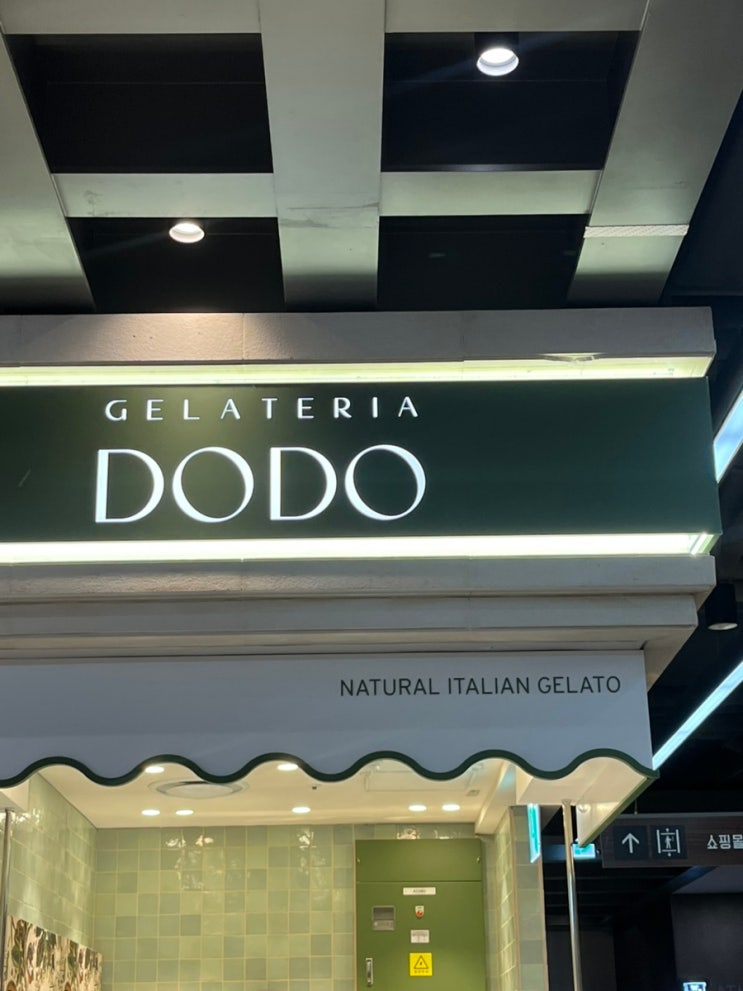 GELATERIA
DODO
NATURAL ITALIAN GELATO
쇼핑몰